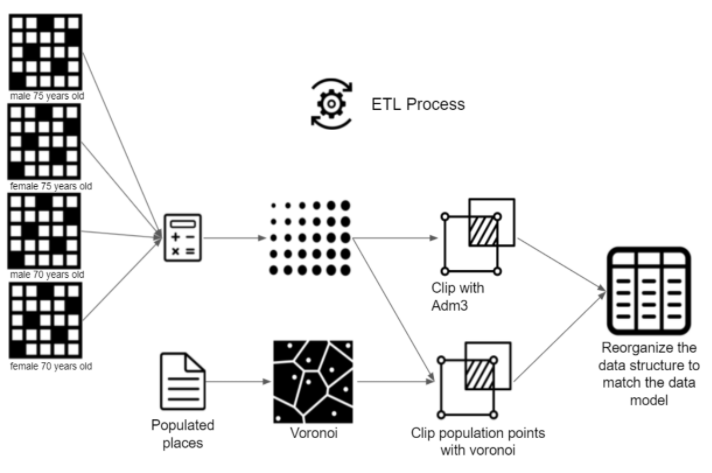 male 75 years old
female 75 years old
male 70 years old
female 70 years old
ETL Process
Clip with
Adm3
Populated
places
Voronoi
Clip population points
with voronoi
Reorganize the
data structure to
match the data
model